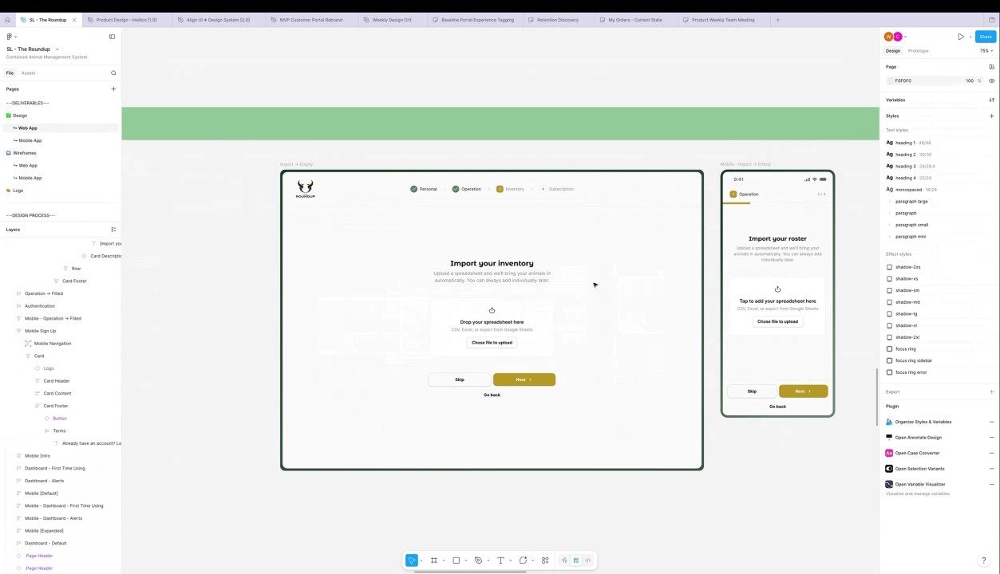 SL - The Roundup
Product Design - Insilico [1.0]
Align UI ✦ Design System [2.0]
MVP Customer Portal Rebrand
Weekly Design Crit
Baseline Portal Experience Tagging
Retention Discovery
My Orders - Current State
Product Weekly Team Meeting
SL - The Roundup
Contained Animal Management System
File
Assets
Pages
---DELIVERABLES---
Design
↳ Web App
↳ Mobile App
Wireframes
↳ Web App
↳ Mobile App
Logo
---DESIGN PROCESS---
Layers
Import you
Card Descriptio
Row
Card Footer
Operation → Filled
Authentication
Mobile - Operation → Filled
Mobile Sign Up
Mobile Navigation
Card
Logo
Card Header
Card Content
Card Footer
Button
Terms
Already have an account? Lo
Mobile Intro
Dashboard - First Time Using
Dashboard - Alerts
Mobile [Default]
Mobile - Dashboard - First Time Using
Mobile - Dashboard - Alerts
Mobile [Expanded]
Dashboard - Default
.Page Header
.Page Header
Import → Empty
ROUNDUP
Personal
Operation
3 Inventory
4 Subscription
Import your inventory
Upload a spreadsheet and we'll bring your animals in
automatically. You can always add individually later.
Drop your spreadsheet here
CSV, Excel, or export from Google Sheets
Chose file to upload
Skip
Next
Go back
Mobile - Import → Empty
9:41
Operation
Import your roster
Upload a spreadsheet and we'll bring your
animals in automatically. You can always add
individually later.
Tap to add your spreadsheet here
CSV, Excel, or export from Google Sheets
Chose file to upload
Skip
Next
Go back
W C
Share
Design
Prototype
75%
Page
F0F0F0
100 %
Variables
Styles
Text styles
Ag heading 1 · 48/48
Ag heading 2 · 30/30
Ag heading 3 · 24/28.8
Ag heading 4 · 20/24
Ag monospaced · 16/24
paragraph large
paragraph
paragraph small
paragraph mini
Effect styles
shadow-2xs
shadow-xs
shadow-sm
shadow-md
shadow-lg
shadow-xl
shadow-2xl
focus ring
focus ring sidebar
focus ring error
Export
Plugin
Organize Styles & Variables
Open Annotate Design
Aa Open Case Converter
Open Selection Variants
Open Variable Visualizer
Visualize and manage variables
?